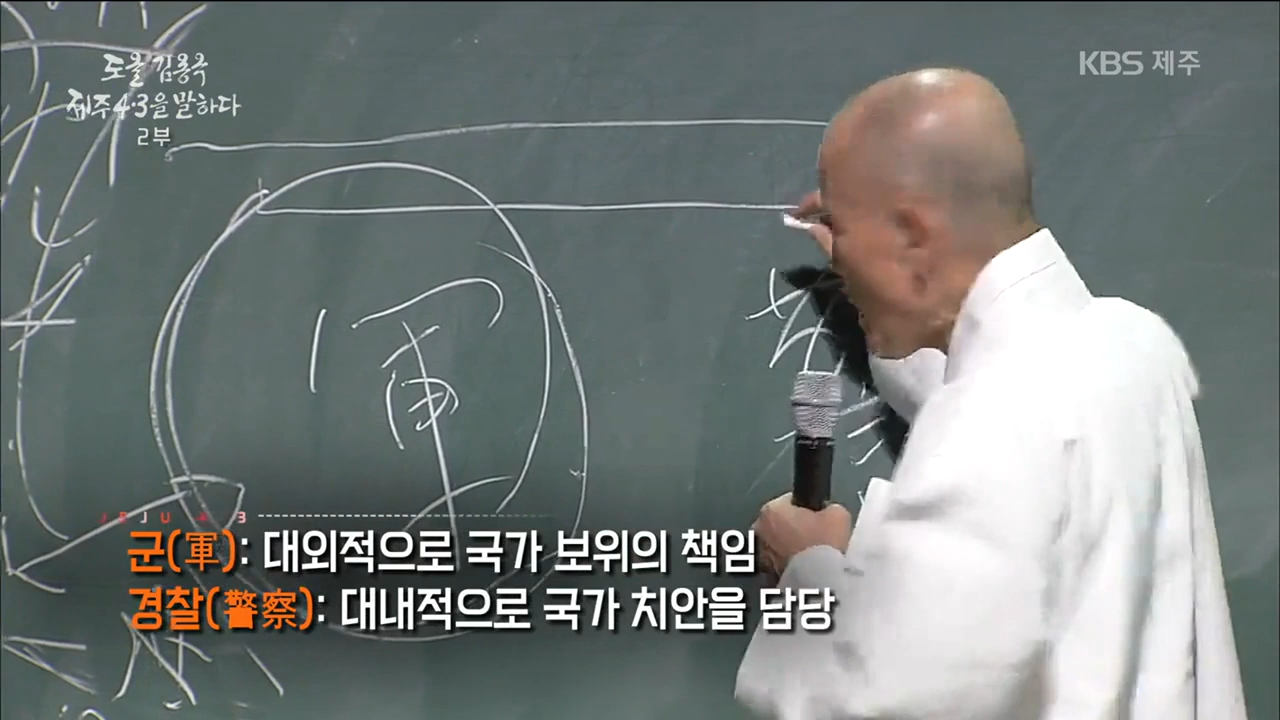 도올 김용옥
제주4·3을 말하다
2부
KBS 제주
軍
군(軍): 대외적으로 국가 보위의 책임
경찰(警察): 대내적으로 국가 치안을 담당